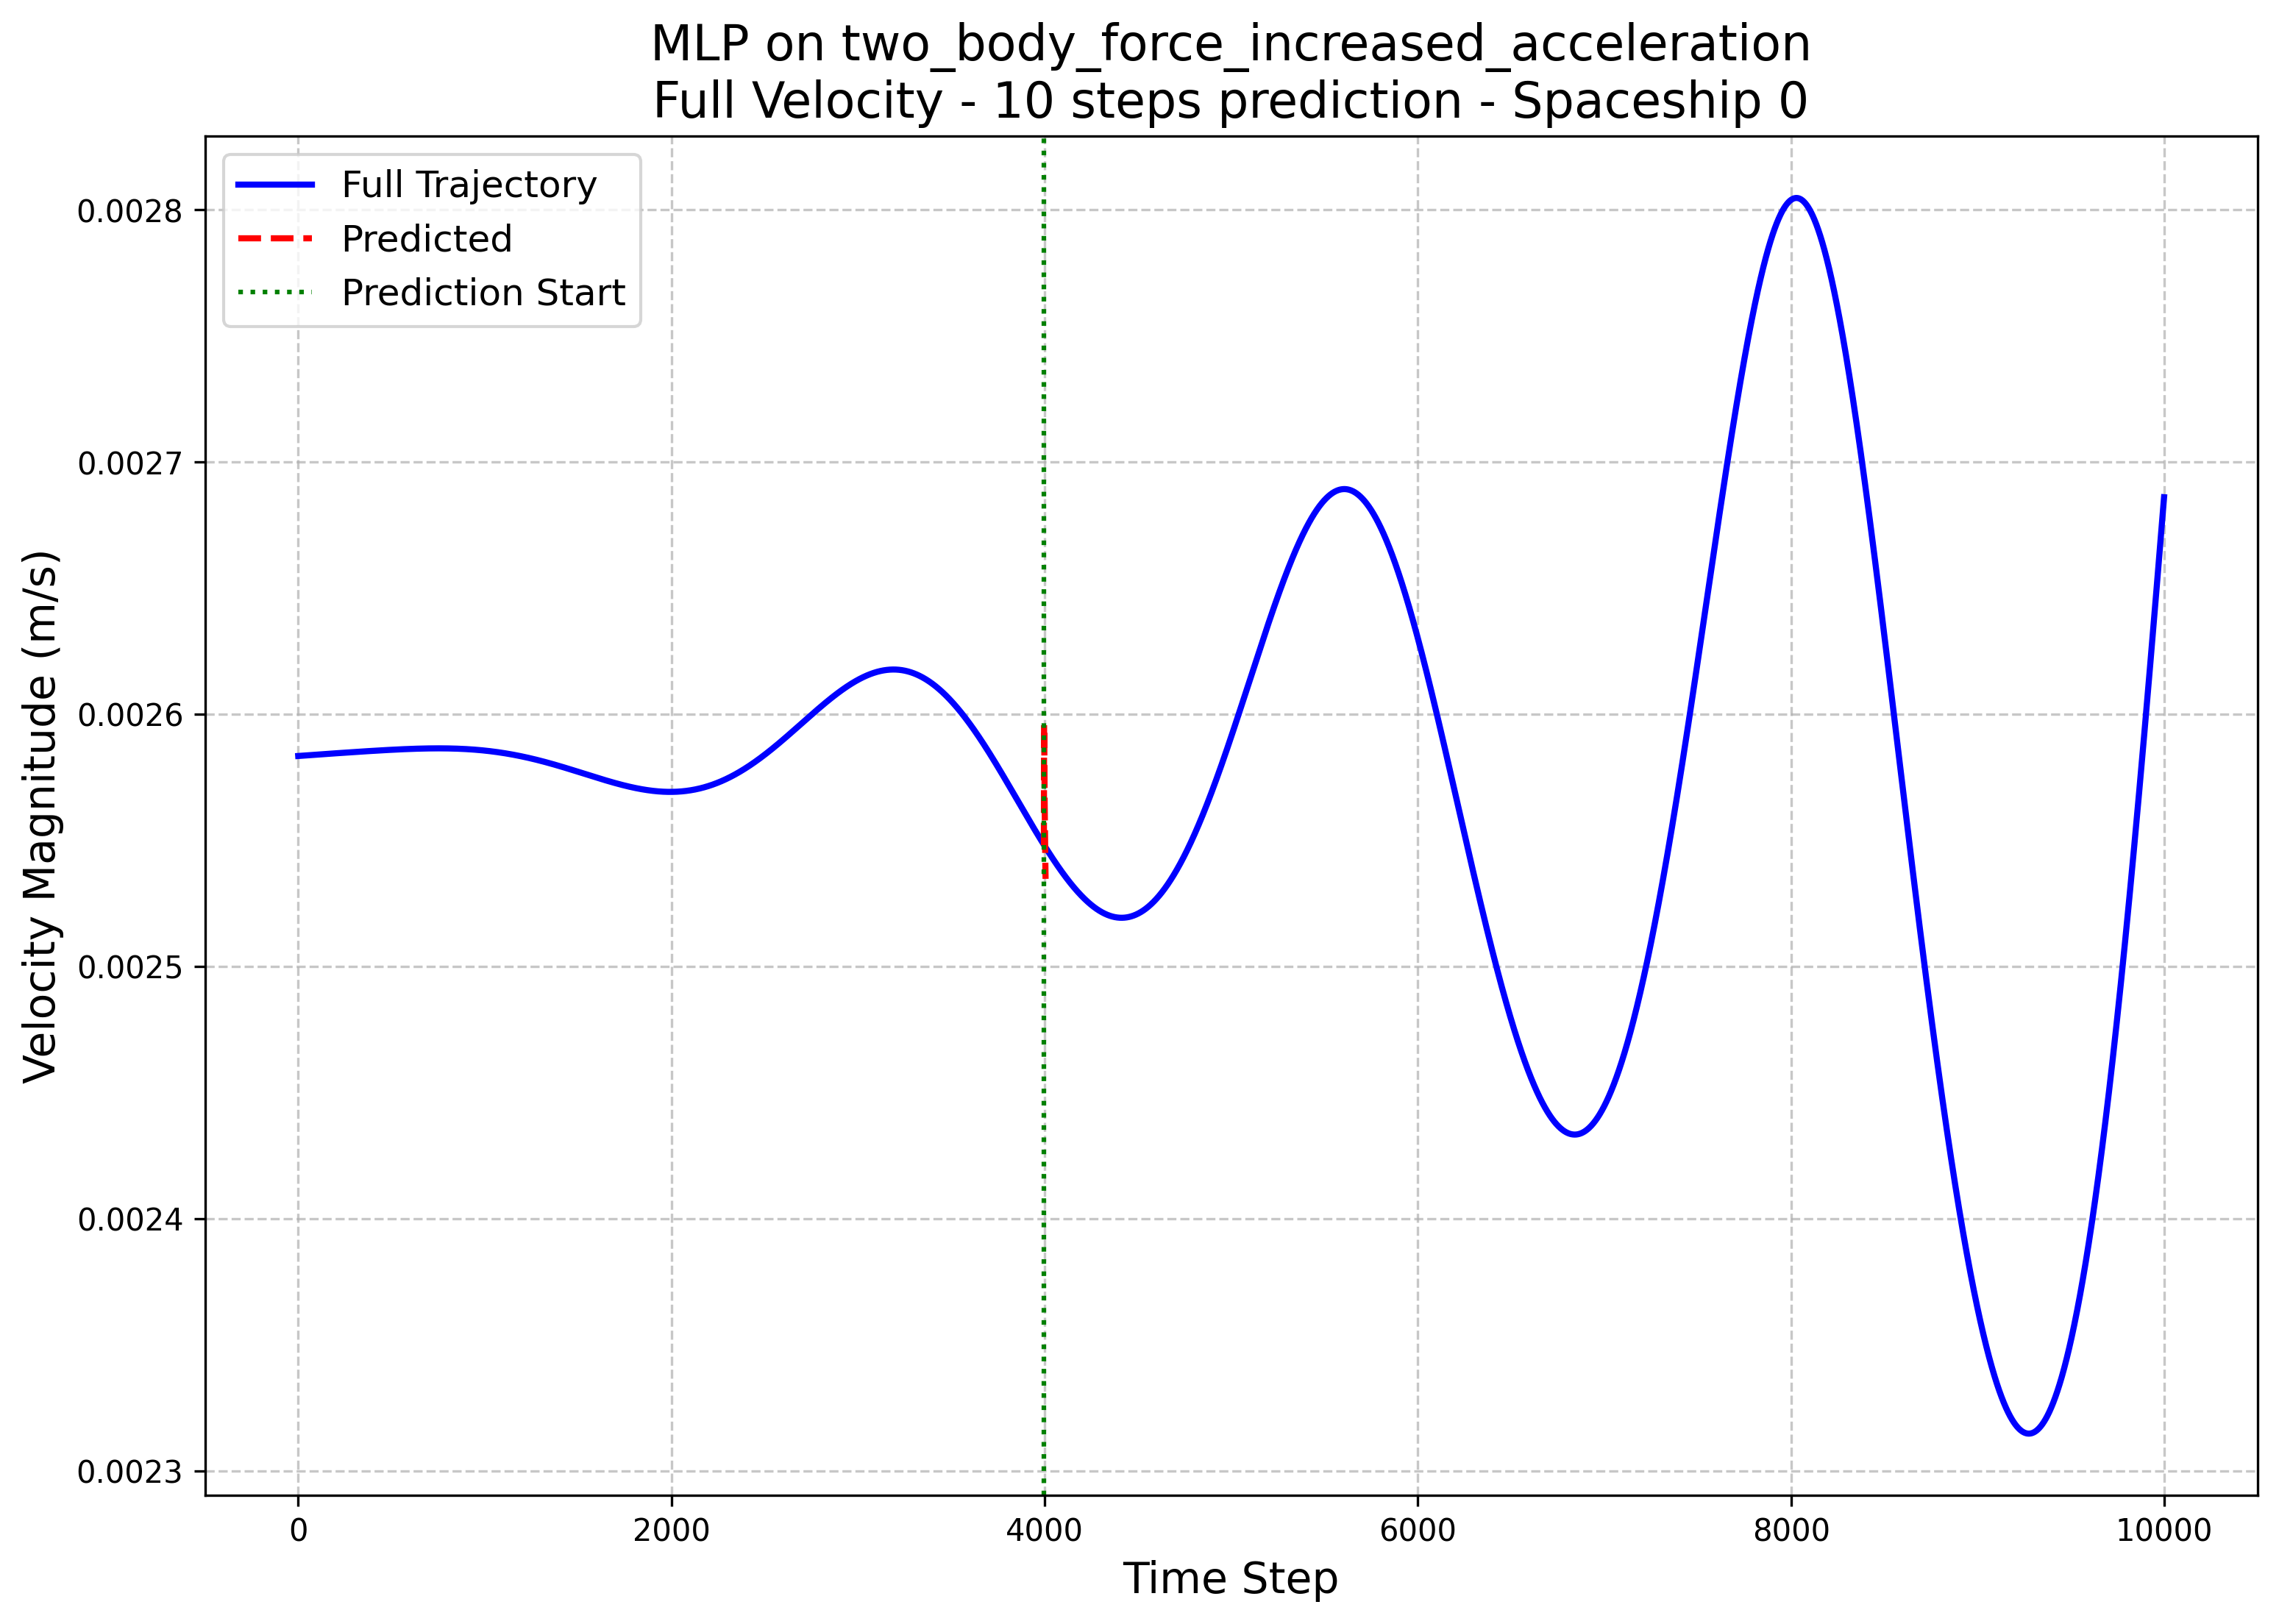 MLP on two_body_force_increased_acceleration
Full Velocity - 10 steps prediction - Spaceship 0
Full Trajectory
Predicted
Prediction Start
Velocity Magnitude (m/s)
0.0028
0.0027
0.0026
0.0025
0.0024
0.0023
0
2000
4000
6000
8000
10000
Time Step